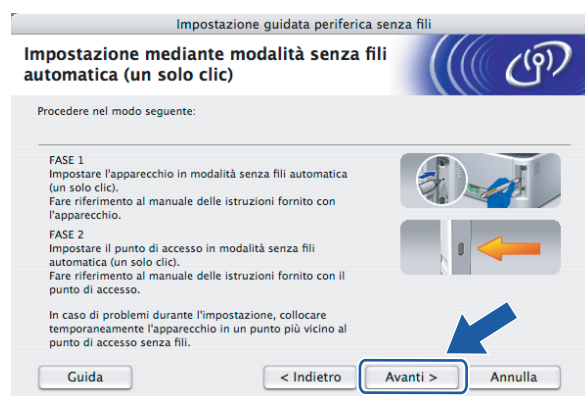 Impostazione guidata periferica senza fili
Impostazione mediante modalità senza fili
automatica (un solo clic)
Procedere nel modo seguente:
FASE 1
Impostare l'apparecchio in modalità senza fili automatica
(un solo clic).
Fare riferimento al manuale delle istruzioni fornito con
l'apparecchio.
FASE 2
Impostare il punto di accesso in modalità senza fili
automatica (un solo clic).
Fare riferimento al manuale delle istruzioni fornito con il
punto di accesso.
In caso di problemi durante l'impostazione, collocare
temporaneamente l'apparecchio in un punto più vicino al
punto di accesso senza fili.
Guida
< Indietro
Avanti >
Annulla